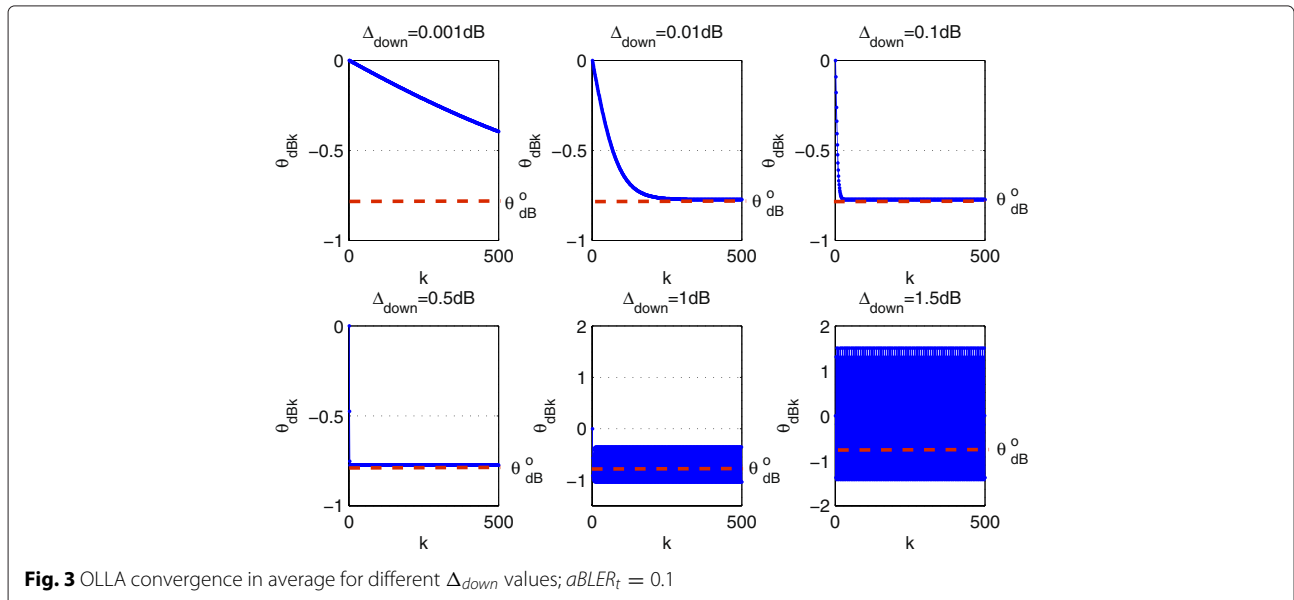 Δdown=0.001dB
0
−0.5
−1
θdBk
θ°dB
0
500
k
Δdown=0.01dB
0
−0.5
−1
θdBk
θ°dB
0
500
k
Δdown=0.1dB
0
−0.5
−1
θdBk
θ°dB
0
500
k
Δdown=0.5dB
0
−0.5
−1
θdBk
θ°dB
0
500
k
Δdown=1dB
2
1
0
−1
θdBk
θ°dB
0
500
k
Δdown=1.5dB
2
1
0
−1
−2
θdBk
θ°dB
0
500
k
Fig. 3 OLLA convergence in average for different Δdown values; aBLERt = 0.1